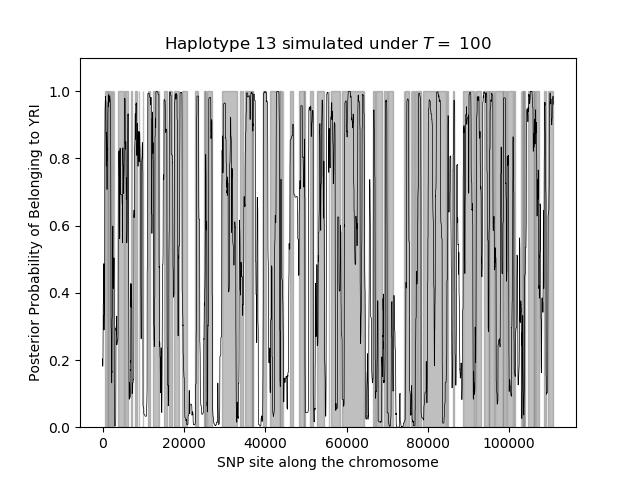 Haplotype 13 simulated under T = 100
Posterior Probability of Belonging to YRI
1.0
0.8
0.6
0.4
0.2
0.0
0 20000 40000 60000 80000 100000
SNP site along the chromosome